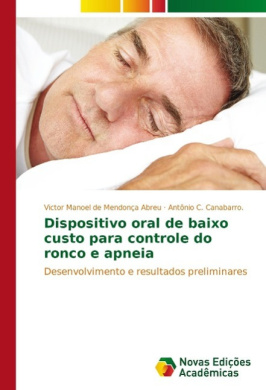 Victor Manoel de Mendonça Abreu · Antônio C. Canabarro.
Dispositivo oral de baixo
custo para controle do
ronco e apneia
Desenvolvimento e resultados preliminares
Novas Edições
Acadêmicas